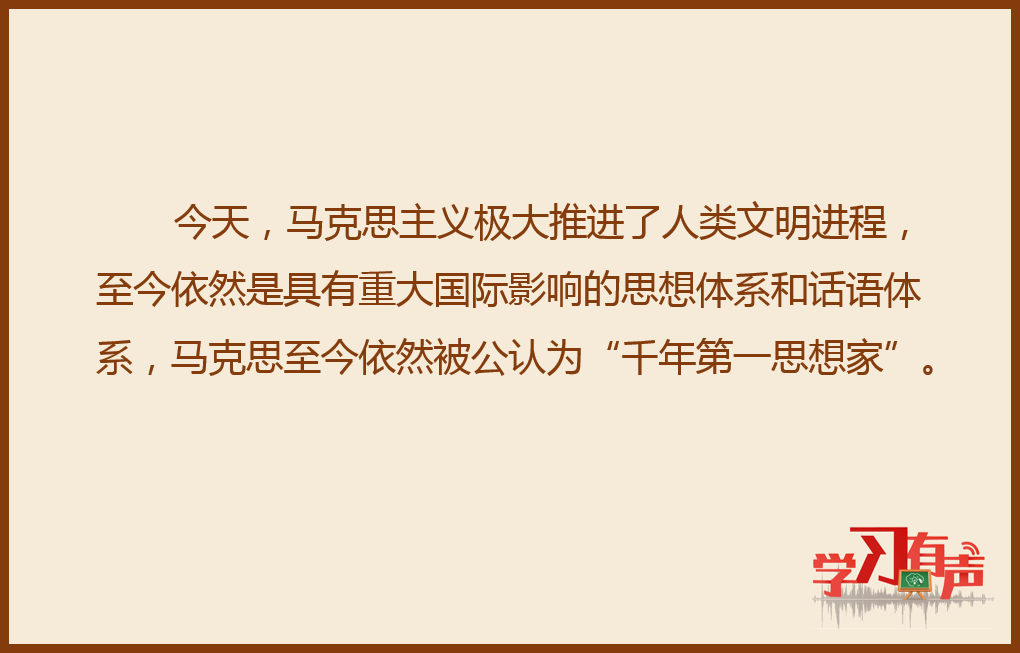 今天，马克思主义极大推进了人类文明进程，
至今依然是具有重大国际影响的思想体系和话语体
系，马克思至今依然被公认为“千年第一思想家”。
学习有声